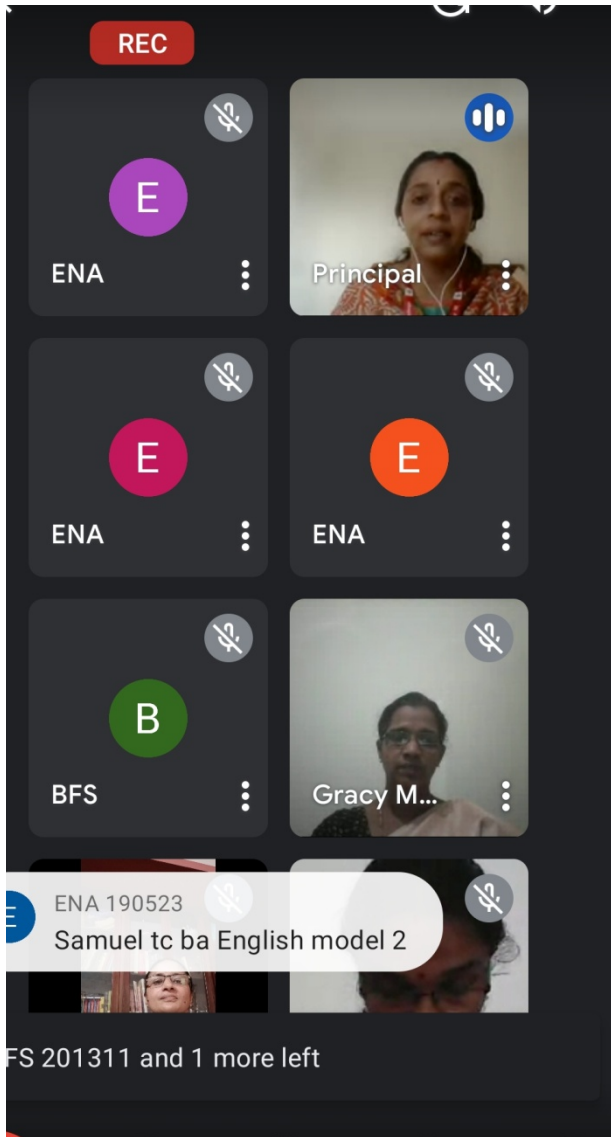 REC
E
ENA
Principal
E
ENA
E
ENA
B
BFS
Gracy M...
E
ENA 190523
Samuel tc ba English model 2
FS 201311 and 1 more left